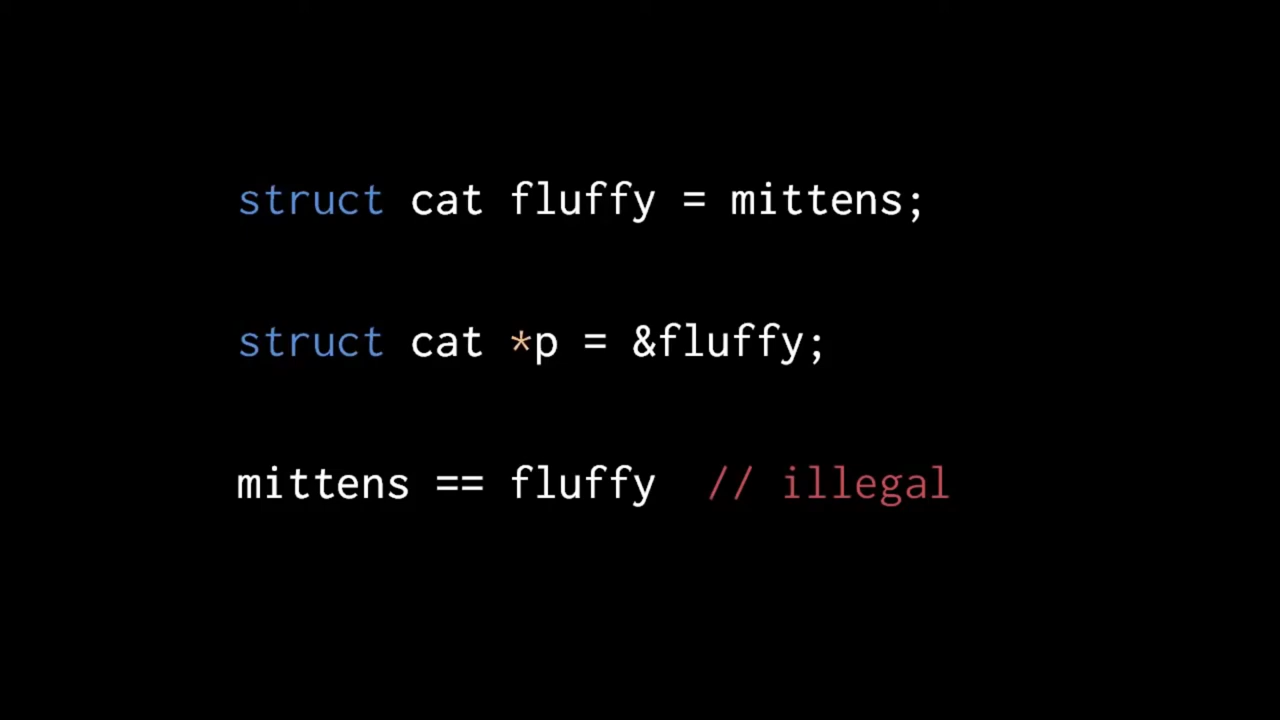 struct cat fluffy = mittens;
struct cat *p = &fluffy;
mittens == fluffy  // illegal